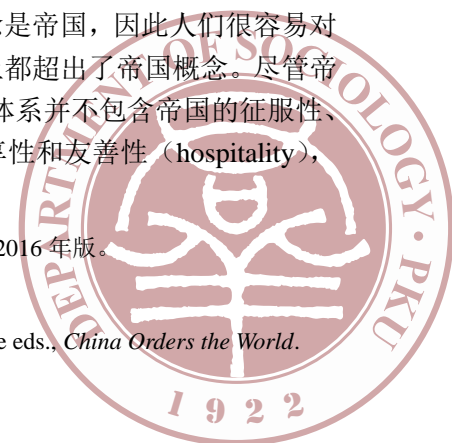 是帝国，因此人们很容易对
都超出了帝国概念。尽管帝
体系并不包含帝国的征服性、
享性和友善性（hospitality），
2016 年版。
e eds., China Orders the World.
DEPARTMENT OF SOCIOLOGY · PKU
1922